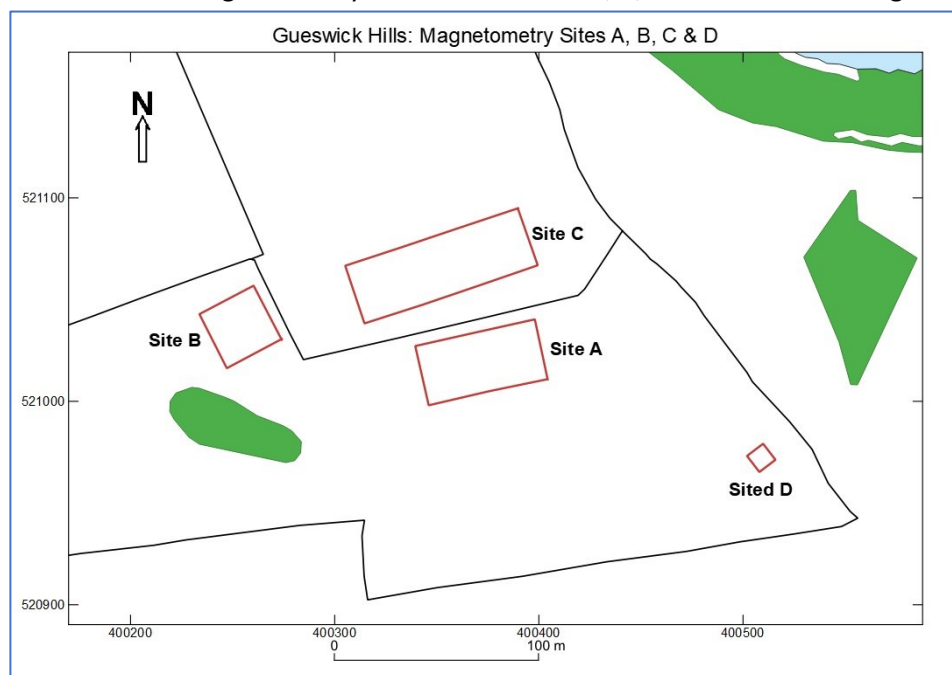 Gueswick Hills: Magnetometry Sites A, B, C & D
N
521100
Site C
Site B
Site A
521000
Sited D
520900
400200
400300
400400
400500
0
100 m